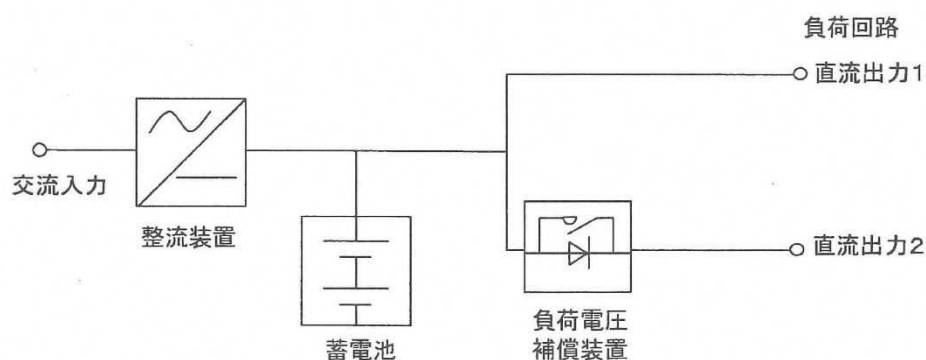 負荷回路
直流出力1
交流入力
整流装置
直流出力2
蓄電池
負荷電圧
補償装置